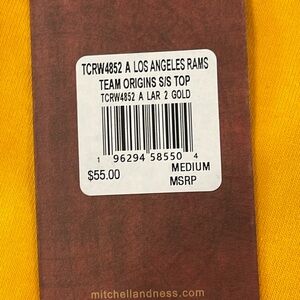 TCRW4852 A LOS ANGELES RAMS
TEAM ORIGINS S/S TOP
TCRW4852 A LAR 2 GOLD
1 96294 58550 4
MEDIUM
$55.00 MSRP
mitchellandness.com